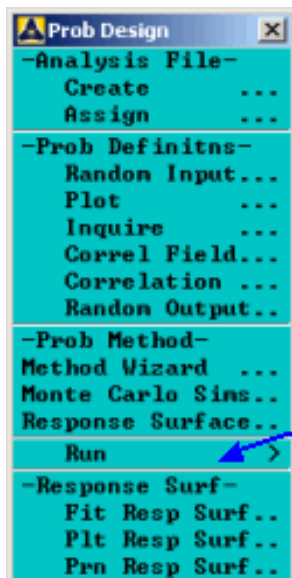 Prob Design
-Analysis File-
Create ...
Assign ...
-Prob Definitns-
Random Input...
Plot ...
Inquire ...
Correl Field...
Correlation ...
Random Output..
-Prob Method-
Method Wizard ...
Monte Carlo Sims..
Response Surface..
Run >
-Response Surf-
Fit Resp Surf..
Plt Resp Surf..
Prn Resp Surf..